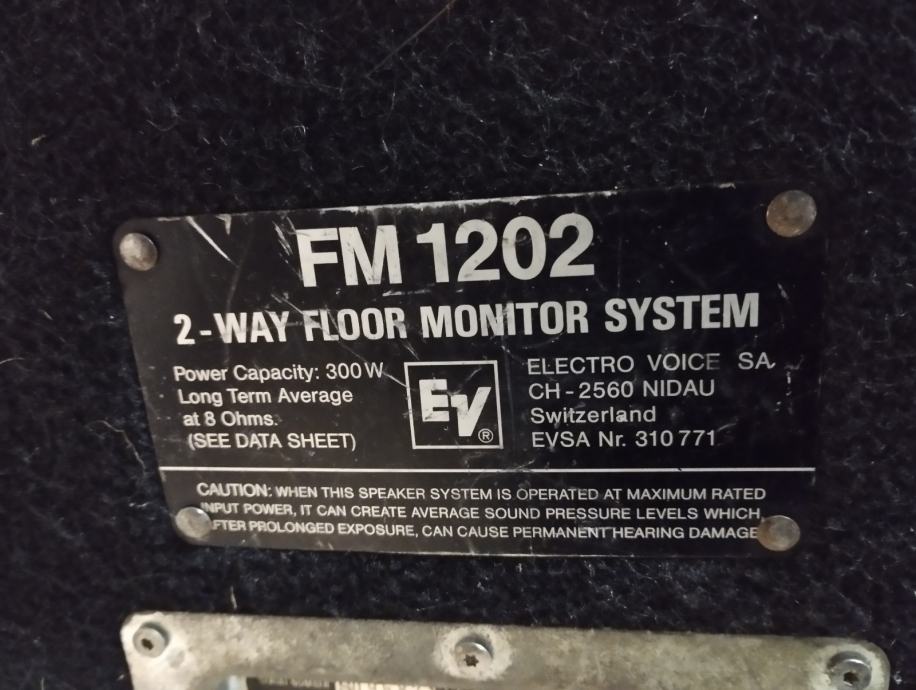 FM 1202
2-WAY FLOOR MONITOR SYSTEM
Power Capacity: 300 W
Long Term Average
at 8 Ohms.
(SEE DATA SHEET)
EV®
ELECTRO VOICE SA
CH-2560 NIDAU
Switzerland
EVSA Nr. 310 771
CAUTION: WHEN THIS SPEAKER SYSTEM IS OPERATED AT MAXIMUM RATED
INPUT POWER, IT CAN CREATE AVERAGE SOUND PRESSURE LEVELS WHICH,
AFTER PROLONGED EXPOSURE, CAN CAUSE PERMANENT HEARING DAMAGE